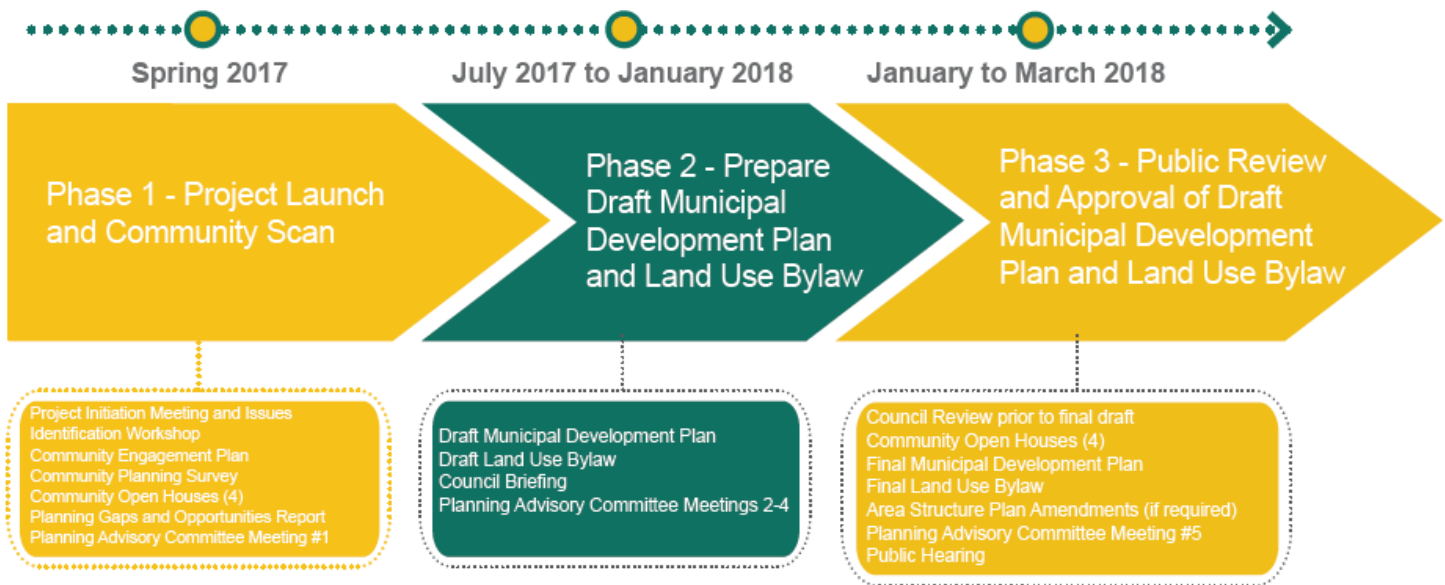 Spring 2017
July 2017 to January 2018
January to March 2018
Phase 1 - Project Launch
and Community Scan
Phase 2 - Prepare
Draft Municipal
Development Plan
and Land Use Bylaw
Phase 3 - Public Review
and Approval of Draft
Municipal Development
Plan and Land Use Bylaw
Project Initiation Meeting and Issues
Identification Workshop
Community Engagement Plan
Community Planning Survey
Community Open Houses (4)
Planning Gaps and Opportunities Report
Planning Advisory Committee Meeting #1
Draft Municipal Development Plan
Draft Land Use Bylaw
Council Briefing
Planning Advisory Committee Meetings 2-4
Council Review prior to final draft
Community Open Houses (4)
Final Municipal Development Plan
Final Land Use Bylaw
Area Structure Plan Amendments (if required)
Planning Advisory Committee Meeting #5
Public Hearing